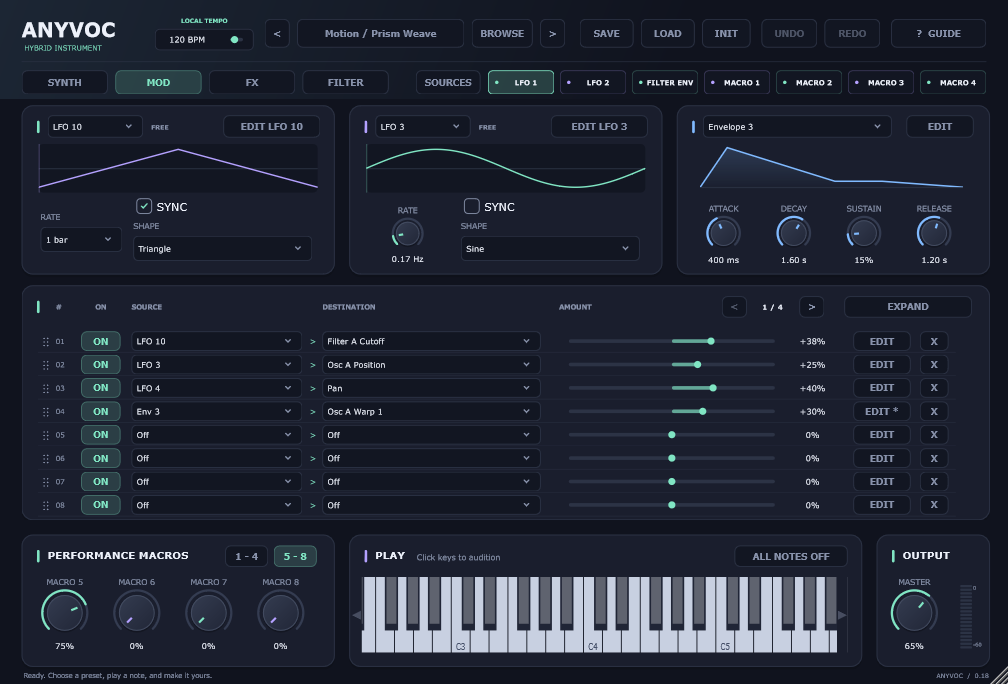 ANYVOC
HYBRID INSTRUMENT
LOCAL TEMPO
120 BPM
< Motion / Prism Weave BROWSE > SAVE LOAD INIT UNDO REDO ? GUIDE
SYNTH MOD FX FILTER SOURCES LFO 1 LFO 2 FILTER ENV MACRO 1 MACRO 2 MACRO 3 MACRO 4
LFO 10 FREE EDIT LFO 10
SYNC
RATE
SHAPE
1 bar
Triangle
LFO 3 FREE EDIT LFO 3
RATE
SYNC
SHAPE
Sine
0.17 Hz
Envelope 3 EDIT
ATTACK DECAY SUSTAIN RELEASE
400 ms 1.60 s 15% 1.20 s
# ON SOURCE DESTINATION AMOUNT < 1 / 4 > EXPAND
01 ON LFO 10 > Filter A Cutoff +38% EDIT X
02 ON LFO 3 > Osc A Position +25% EDIT X
03 ON LFO 4 > Pan +40% EDIT X
04 ON Env 3 > Osc A Warp 1 +30% EDIT * X
05 ON Off > Off 0% EDIT X
06 ON Off > Off 0% EDIT X
07 ON Off > Off 0% EDIT X
08 ON Off > Off 0% EDIT X
PERFORMANCE MACROS 1 - 4 5 - 8
MACRO 5 MACRO 6 MACRO 7 MACRO 8
75% 0% 0% 0%
PLAY Click keys to audition ALL NOTES OFF
C3 C4 C5
OUTPUT
MASTER
0
-60
65%
Ready. Choose a preset, play a note, and make it yours.
ANYVOC / 0.18